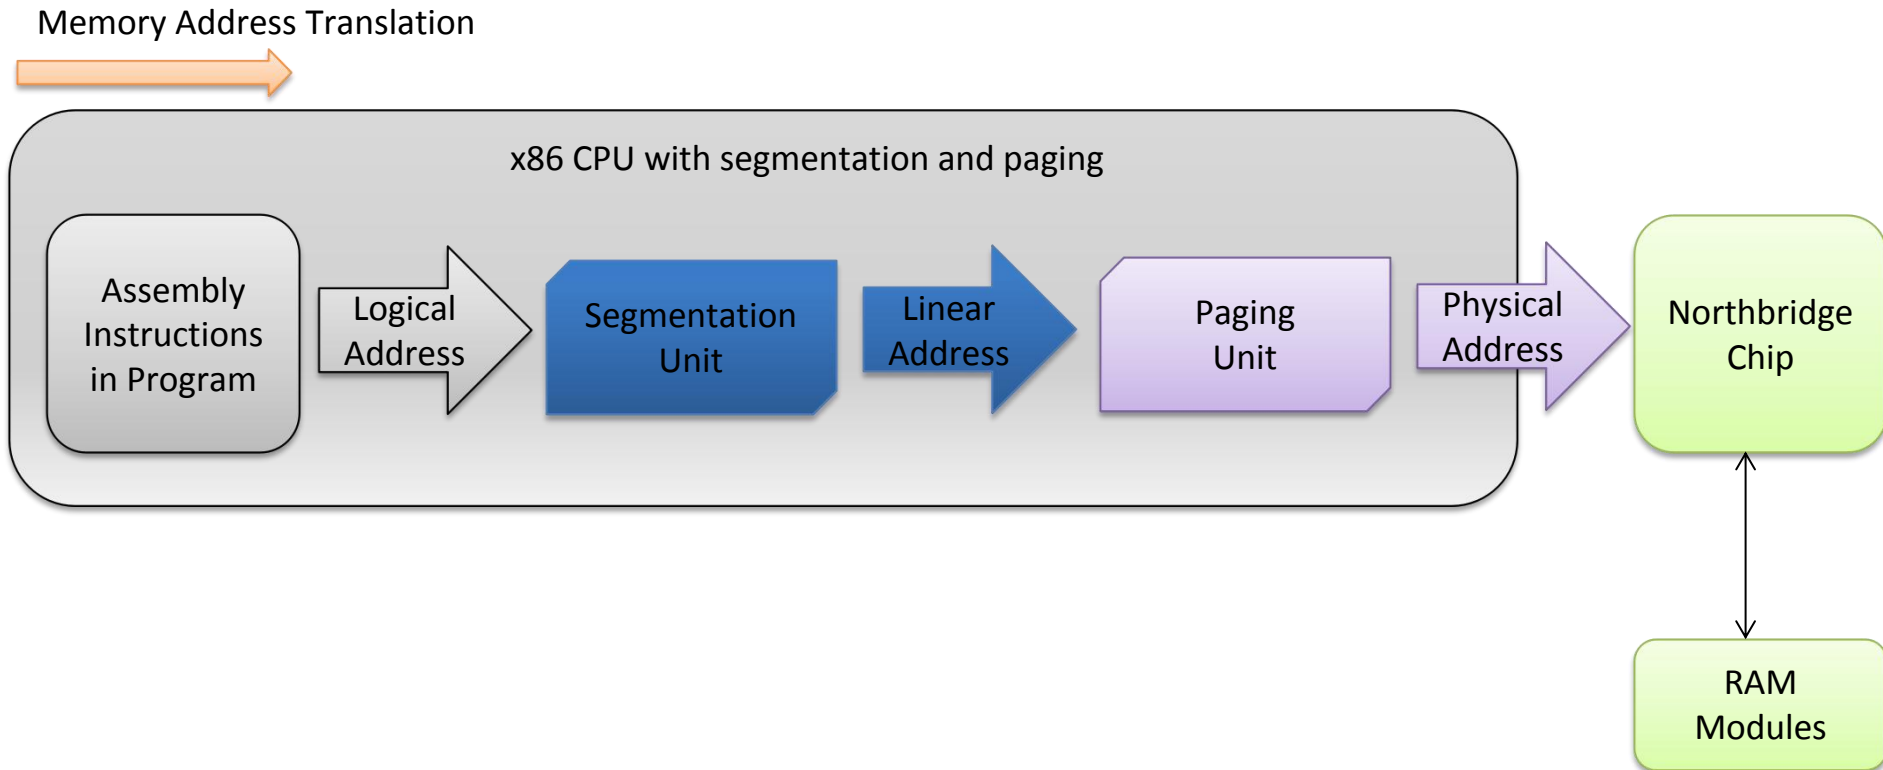 Memory Address Translation
x86 CPU with segmentation and paging
Assembly
Instructions
in Program
Logical
Address
Segmentation
Unit
Linear
Address
Paging
Unit
Physical
Address
Northbridge
Chip
RAM
Modules